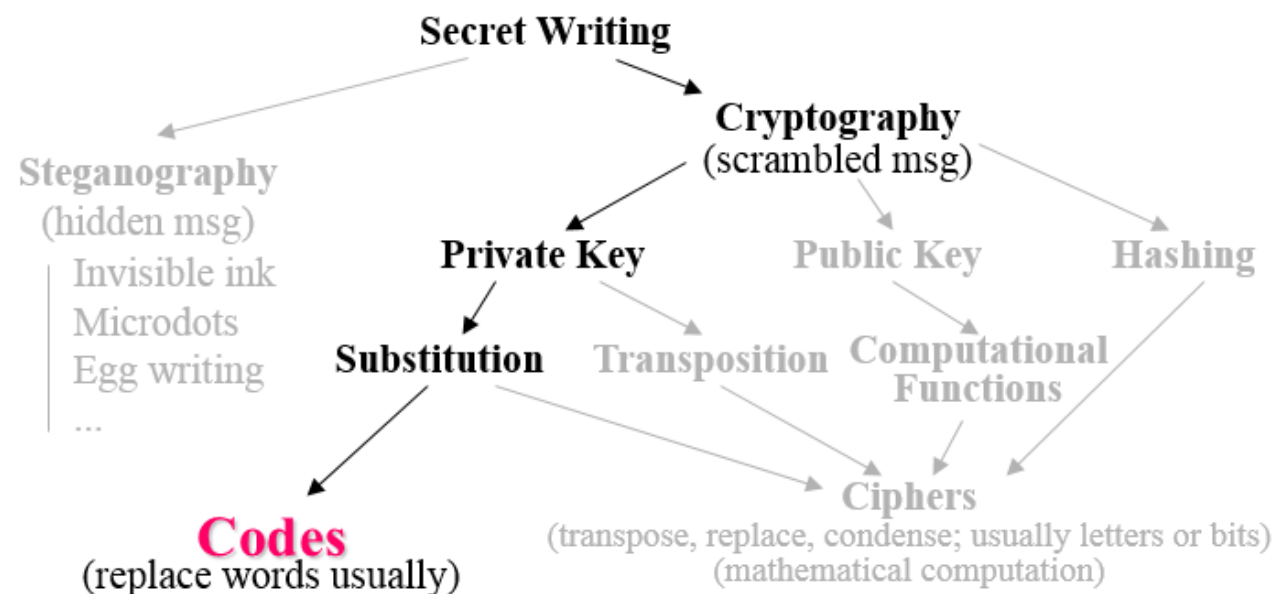 Secret Writing
Cryptography
(scrambled msg)
Steganography
(hidden msg)
Invisible ink
Microdots
Egg writing
...
Private Key
Public Key
Hashing
Substitution
Transposition
Computational
Functions
Codes
(replace words usually)
Ciphers
(transpose, replace, condense; usually letters or bits)
(mathematical computation)